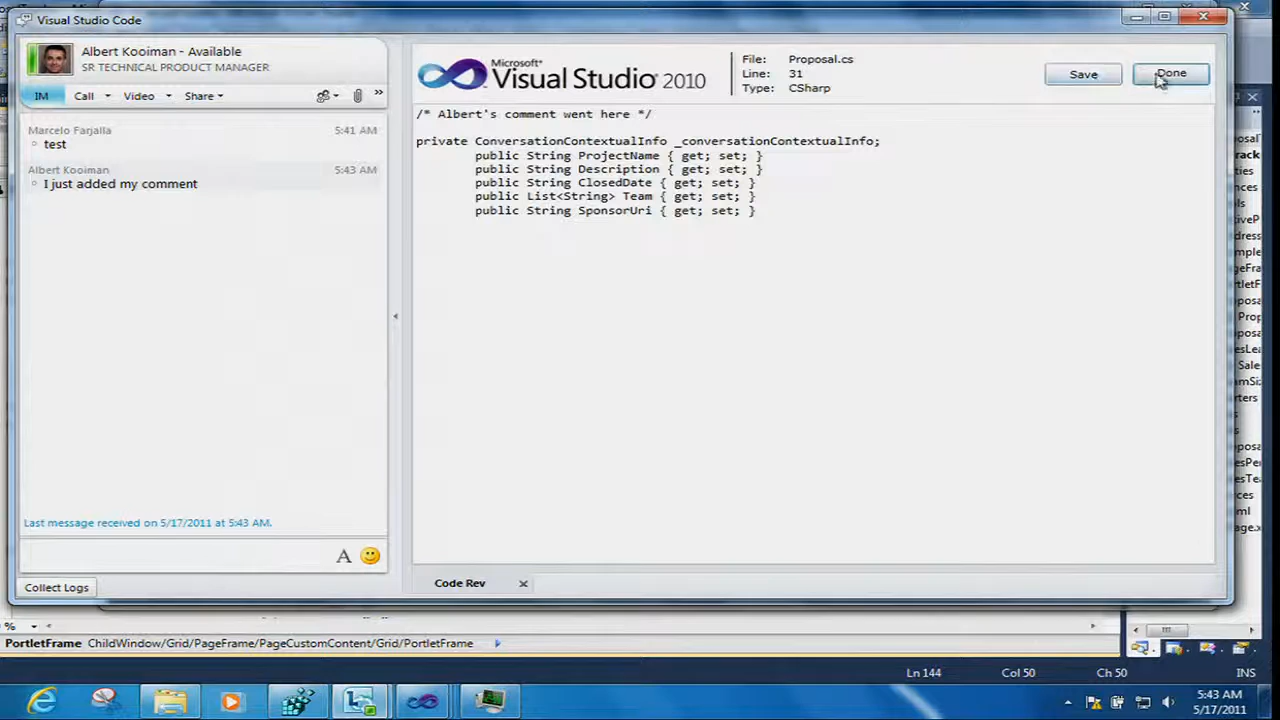 Visual Studio Code
Albert Kooiman - Available
SR TECHNICAL PRODUCT MANAGER
IM
Call
Video
Share
Marcelo Farjalla
5:41 AM
test
Albert Kooiman
5:43 AM
I just added my comment
Last message received on 5/17/2011 at 5:43 AM.
A
Collect Logs
Microsoft
Visual Studio 2010
File: Proposal.cs
Line: 31
Type: CSharp
Save
Done
/* Albert's comment went here */
private ConversationContextualInfo _conversationContextualInfo;
public String ProjectName { get; set; }
public String Description { get; set; }
public String ClosedDate { get; set; }
public List<String> Team { get; set; }
public String SponsorUri { get; set; }
Code Rev
PortletFrame ChildWindow/Grid/PageFrame/PageCustomContent/Grid/PortletFrame
Ln 144
Col 50
Ch 50
INS
5:43 AM
5/17/2011